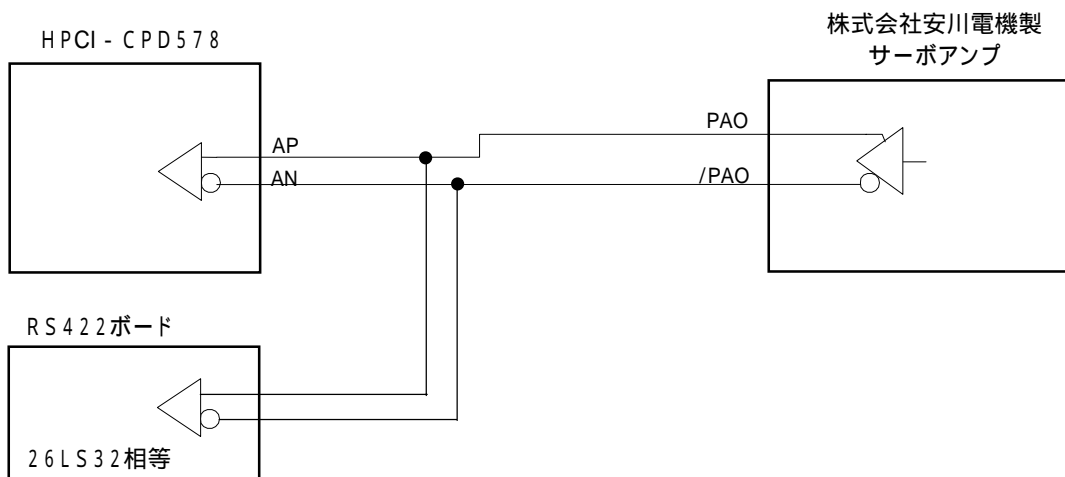 HPCI-CPD578
株式会社安川電機製
サーボアンプ
AP
PAO
AN
/PAO
RS422ボード
26LS32相等